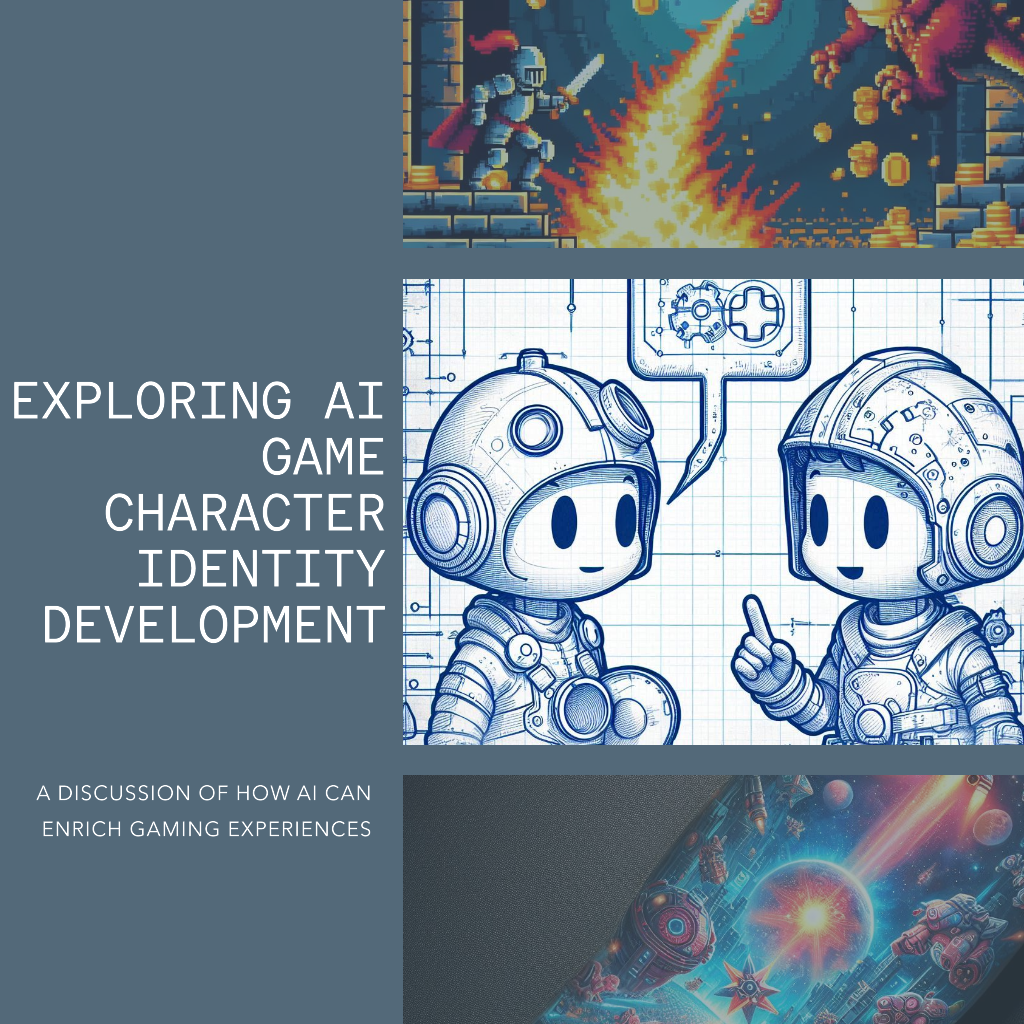 EXPLORING AI
GAME
CHARACTER
IDENTITY
DEVELOPMENT
A DISCUSSION OF HOW AI CAN
ENRICH GAMING EXPERIENCES